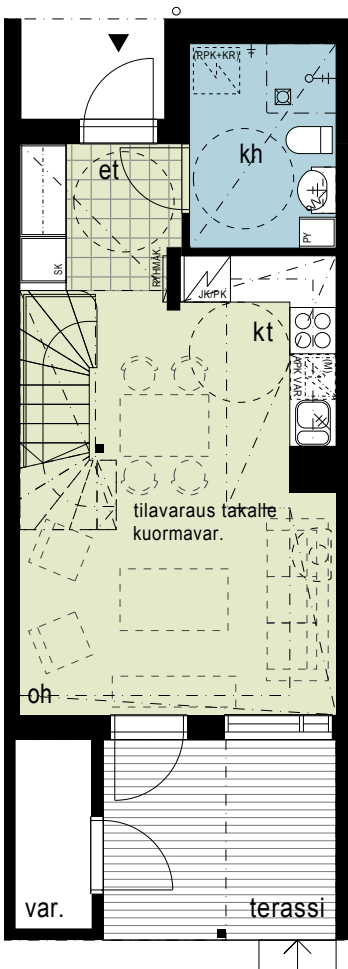 (RPK+KR)
kh
et
PY
SK
RYHMÄK.
JK/PK
kt
(M)
APK VAR
tilavaraus takalle
kuormavar.
oh
var.
terassi